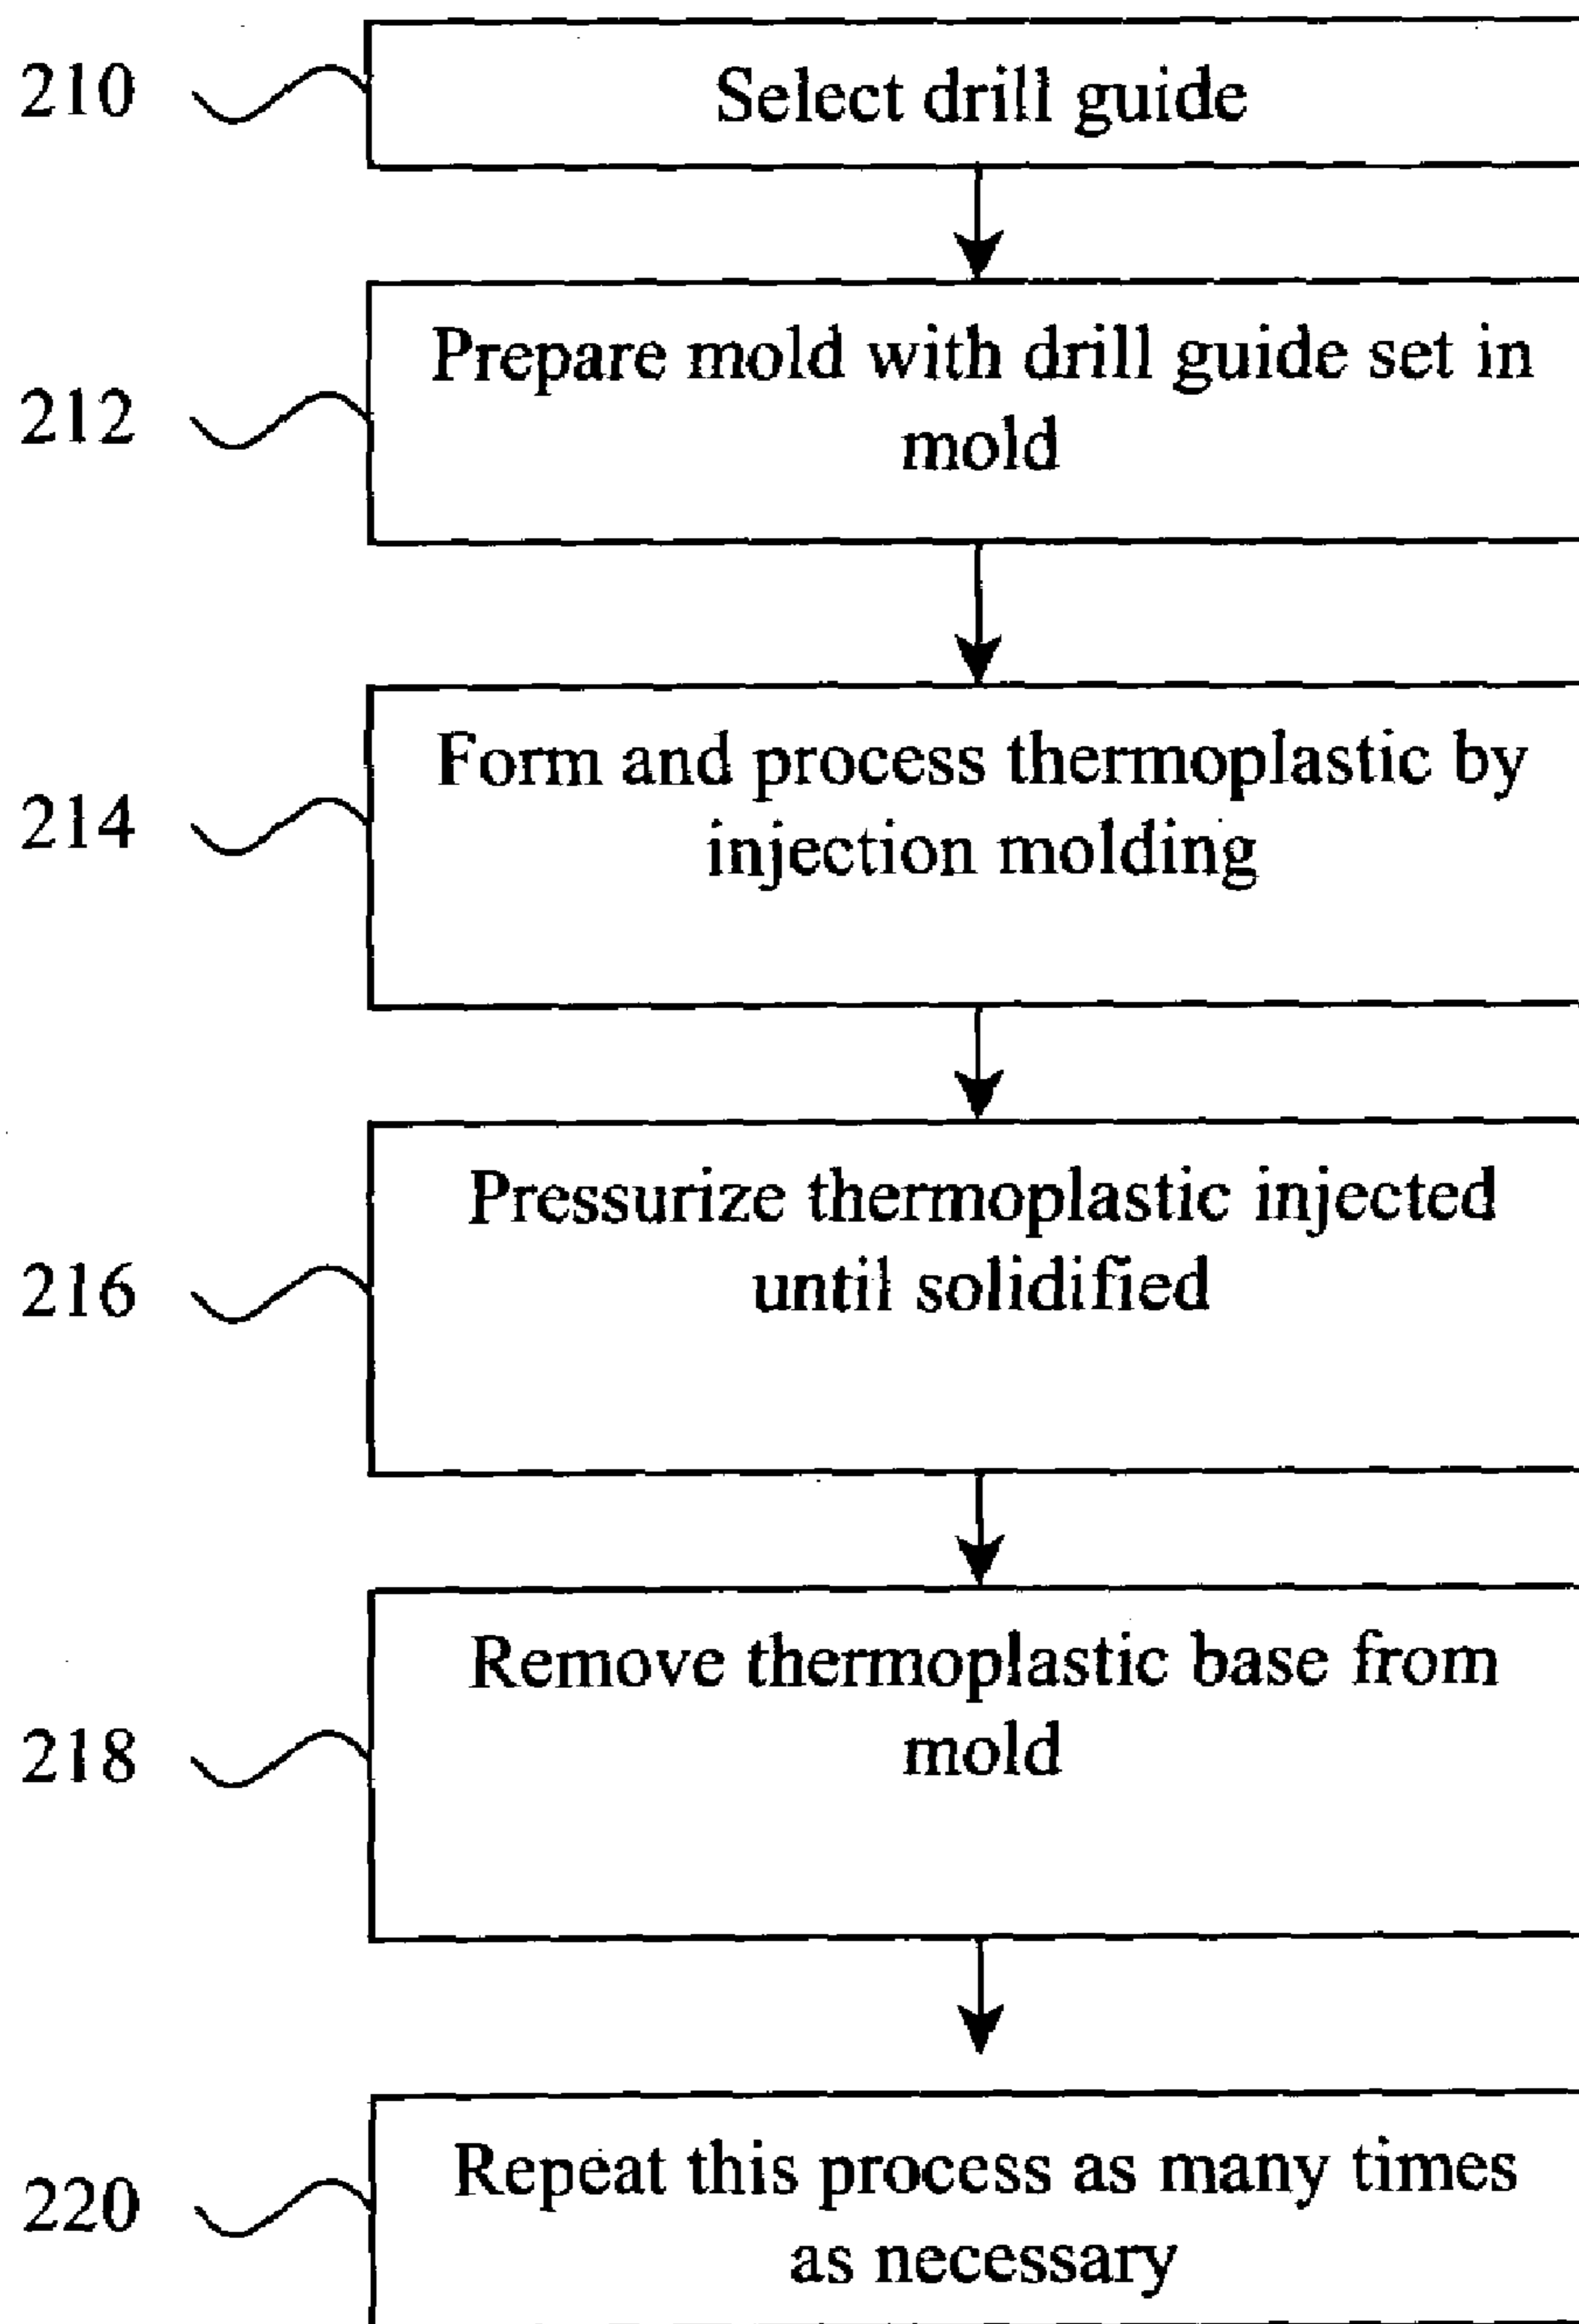 210
Select drill guide
212
Prepare mold with drill guide set in
mold
214
Form and process thermoplastic by
injection molding
216
Pressurize thermoplastic injected
until solidified
218
Remove thermoplastic base from
mold
220
Repeat this process as many times
as necessary